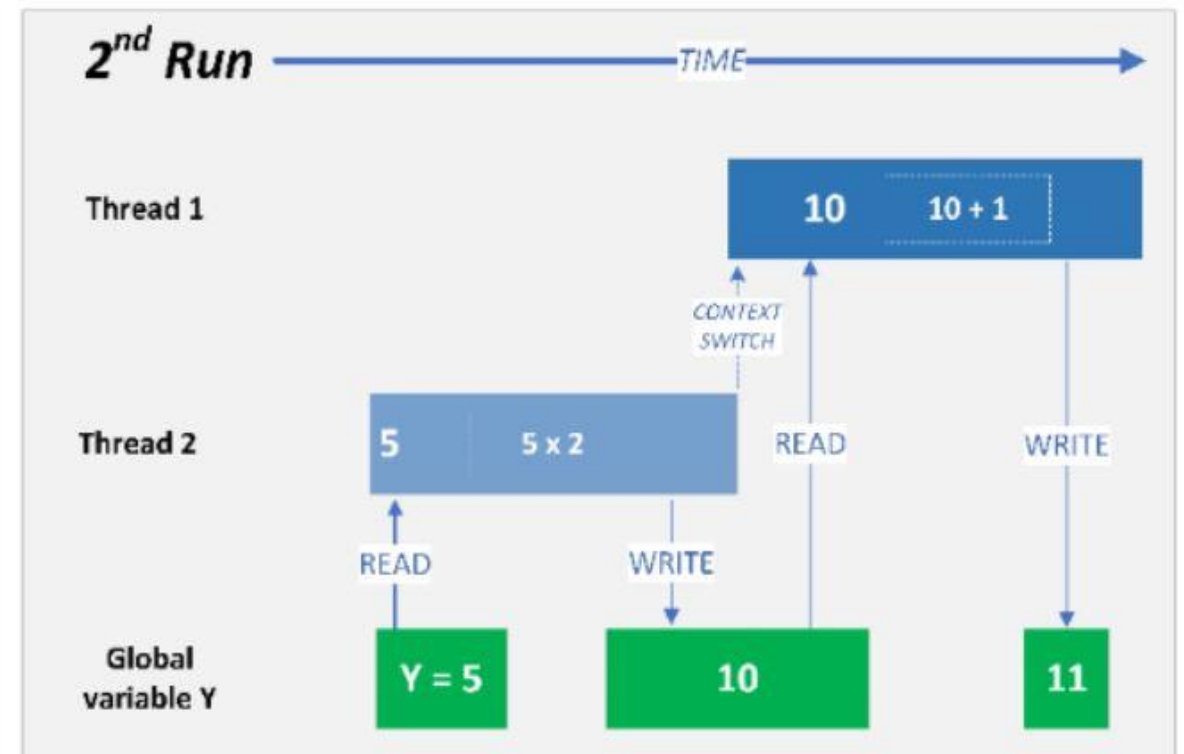 2nd Run
TIME
Thread 1
10
10 + 1
CONTEXT
SWITCH
Thread 2
5
5 x 2
READ
WRITE
READ
WRITE
Global
variable Y
Y = 5
10
11